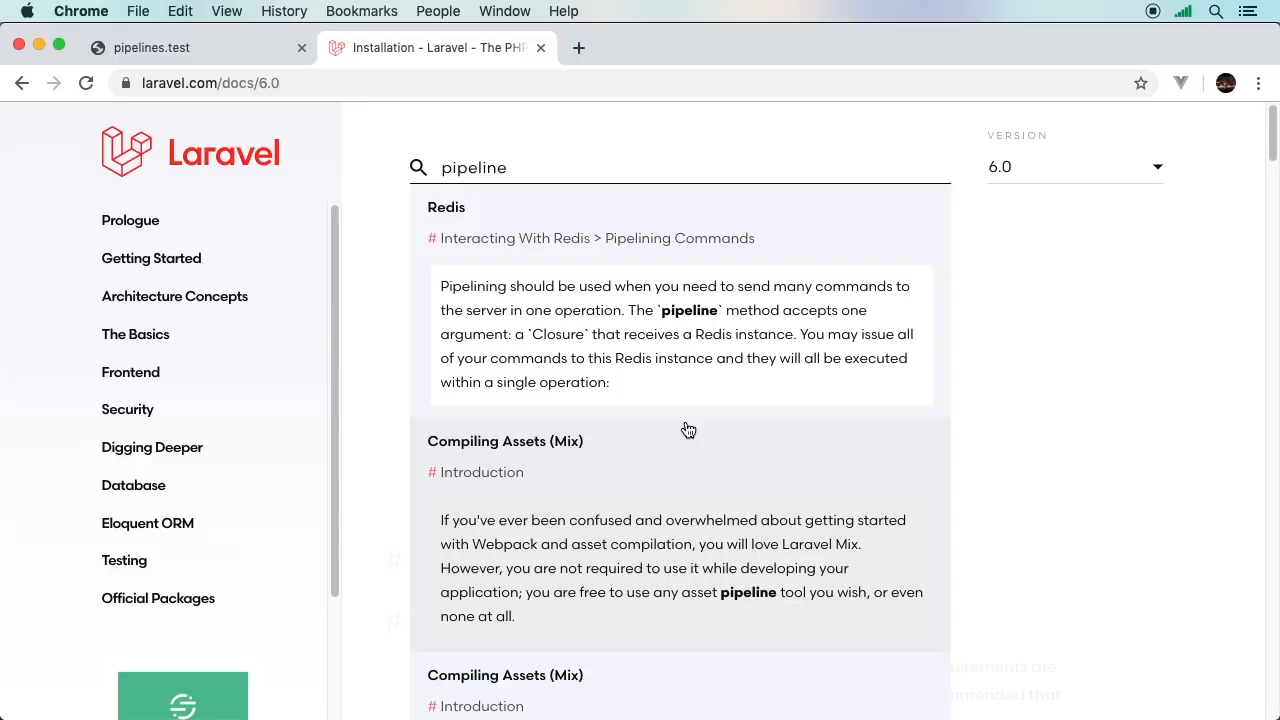 Chrome File Edit View History Bookmarks People Window Help
pipelines.test
Installation - Laravel - The PHP
laravel.com/docs/6.0
Laravel
Prologue
Getting Started
Architecture Concepts
The Basics
Frontend
Security
Digging Deeper
Database
Eloquent ORM
Testing
Official Packages
pipeline
VERSION
6.0
Redis
# Interacting With Redis > Pipelining Commands
Pipelining should be used when you need to send many commands to
the server in one operation. The `pipeline` method accepts one
argument: a `Closure` that receives a Redis instance. You may issue all
of your commands to this Redis instance and they will all be executed
within a single operation:
Compiling Assets (Mix)
# Introduction
If you've ever been confused and overwhelmed about getting started
with Webpack and asset compilation, you will love Laravel Mix.
However, you are not required to use it while developing your
application; you are free to use any asset pipeline tool you wish, or even
none at all.
Compiling Assets (Mix)
# Introduction
#
#
are
that